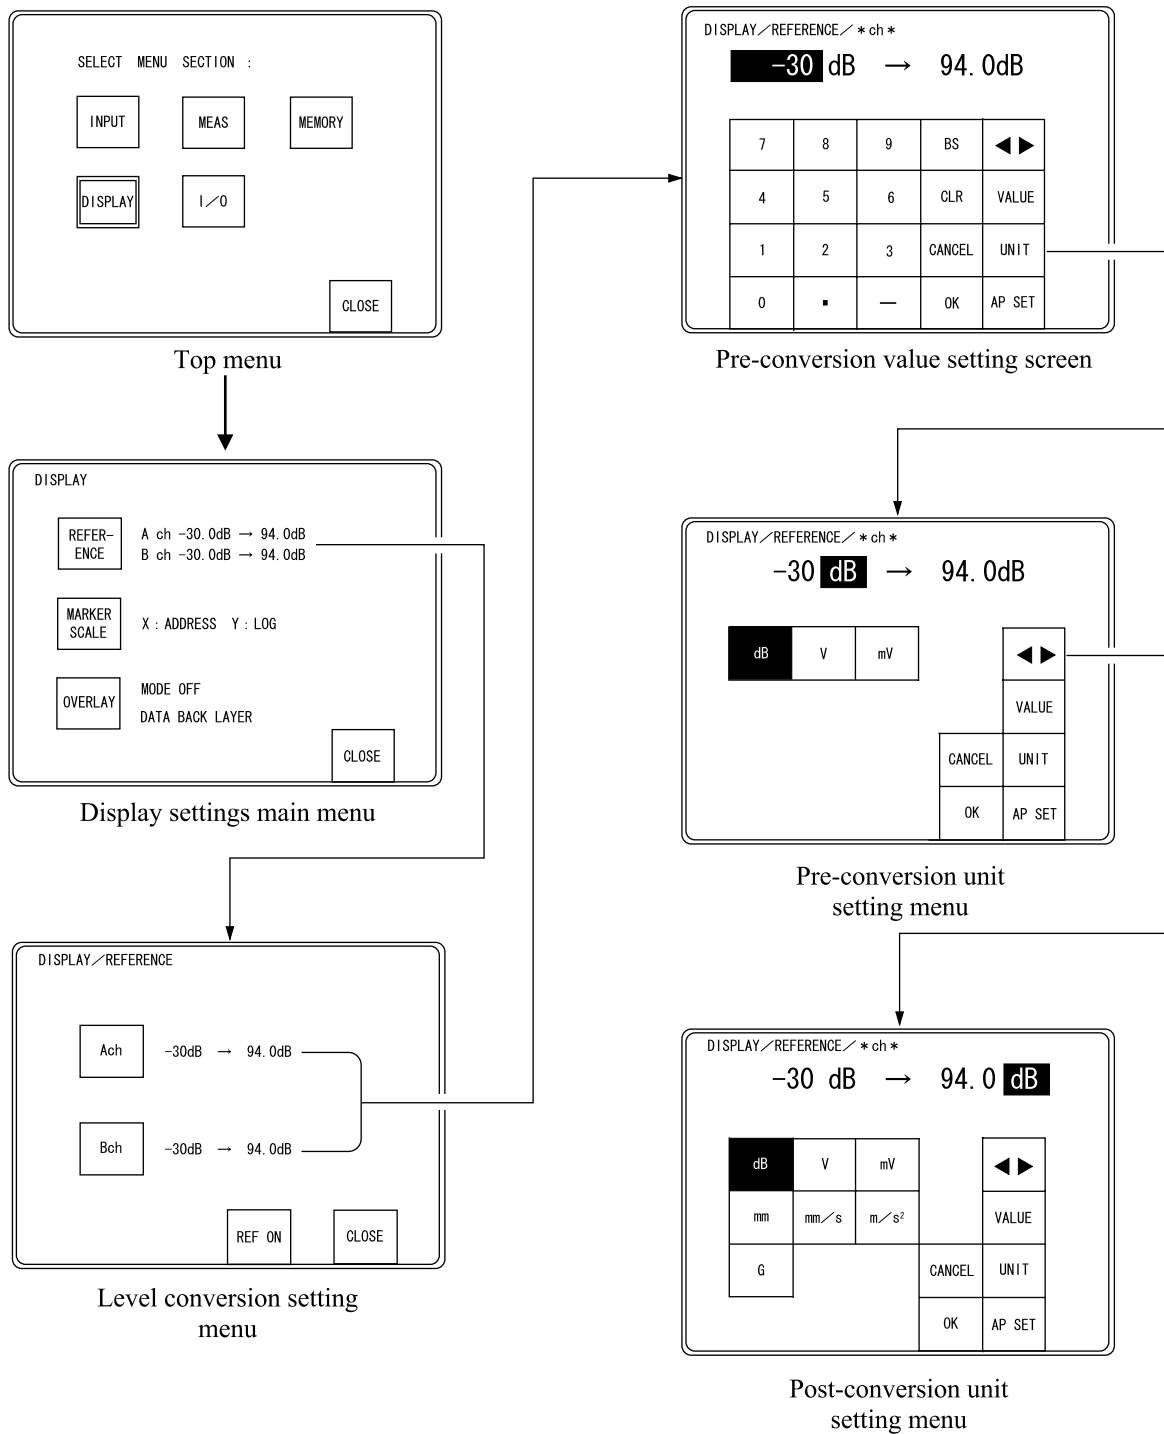 SELECT MENU SECTION :
INPUT MEAS MEMORY
DISPLAY I／O
CLOSE
Top menu
DISPLAY
REFER-
ENCE
A ch -30.0dB → 94.0dB
B ch -30.0dB → 94.0dB
MARKER
SCALE
X : ADDRESS Y : LOG
OVERLAY
MODE OFF
DATA BACK LAYER
CLOSE
Display settings main menu
DISPLAY／REFERENCE
Ach -30dB → 94.0dB
Bch -30dB → 94.0dB
REF ON CLOSE
Level conversion setting
menu
DISPLAY／REFERENCE／＊ch＊
-30 dB → 94.0dB
7 8 9 BS ◀▶
4 5 6 CLR VALUE
1 2 3 CANCEL UNIT
0 . — OK AP SET
Pre-conversion value setting screen
DISPLAY／REFERENCE／＊ch＊
-30 dB → 94.0dB
dB V mV ◀▶
VALUE
CANCEL UNIT
OK AP SET
Pre-conversion unit
setting menu
DISPLAY／REFERENCE／＊ch＊
-30 dB → 94.0 dB
dB V mV ◀▶
mm mm／s m／s² VALUE
G CANCEL UNIT
OK AP SET
Post-conversion unit
setting menu